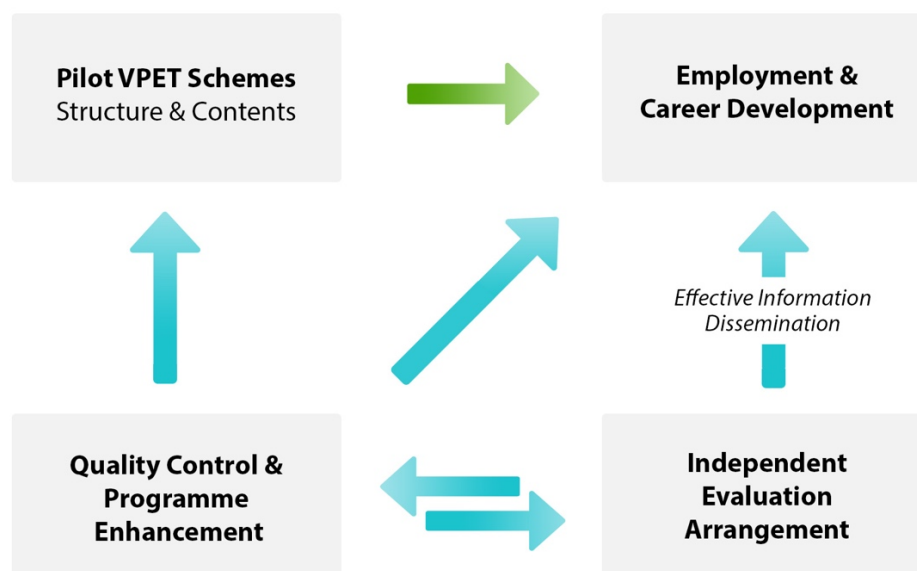 Pilot VPET Schemes
Structure & Contents
Employment &
Career Development
Effective Information
Dissemination
Quality Control &
Programme
Enhancement
Independent
Evaluation
Arrangement